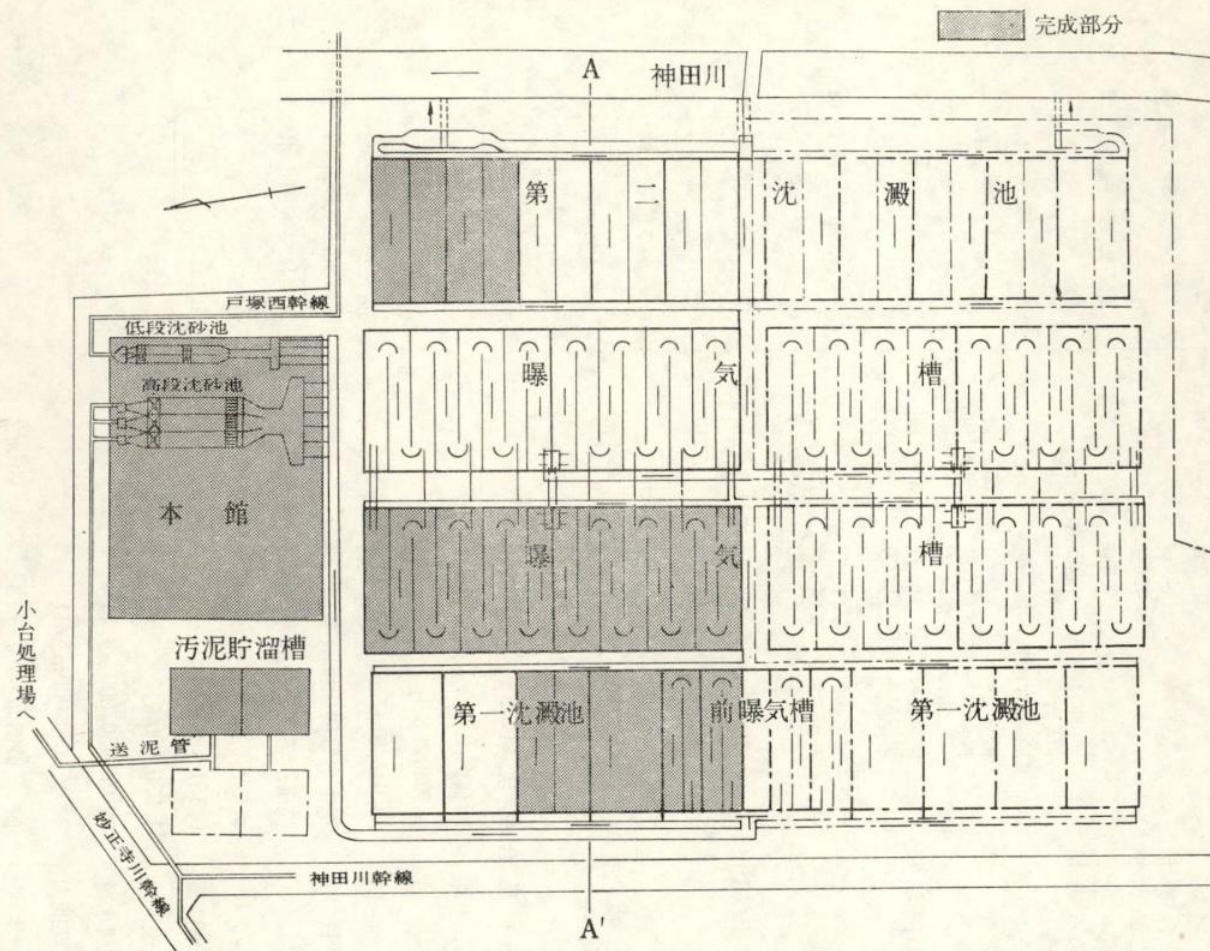 完成部分
A
神田川
第二沈澱池
戸塚西幹線
低段沈砂池
高段沈砂池
曝気槽
本館
曝気槽
小台処理場へ
汚泥貯溜槽
第一沈澱池
前曝気槽
第一沈澱池
送泥管
妙正寺川幹線
神田川幹線
A'